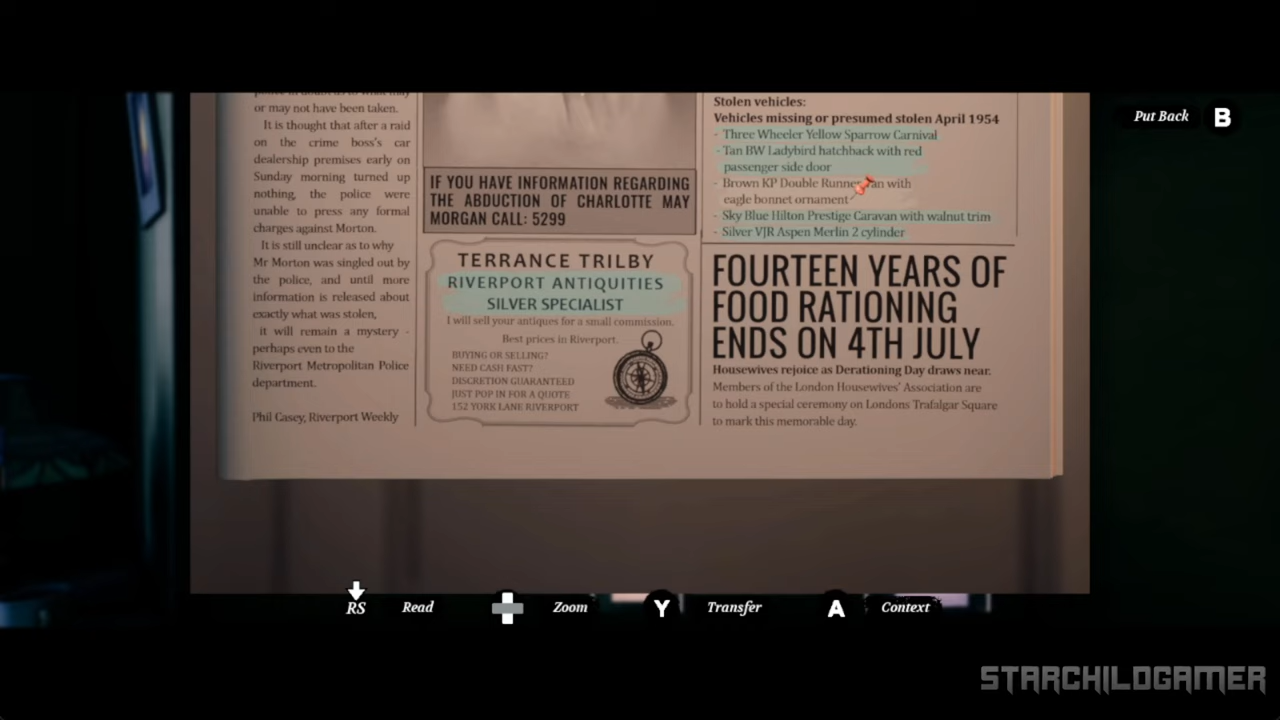 or may not have been taken.
It is thought that after a raid
on the crime boss's car
dealership premises early on
Sunday morning turned up
nothing, the police were
unable to press any formal
charges against Morton.
It is still unclear as to why
Mr Morton was singled out by
the police, and until more
information is released about
exactly what was stolen,
it will remain a mystery -
perhaps even to the
Riverport Metropolitan Police
department.
Phil Casey, Riverport Weekly
IF YOU HAVE INFORMATION REGARDING
THE ABDUCTION OF CHARLOTTE MAY
MORGAN CALL: 5299
TERRANCE TRILBY
RIVERPORT ANTIQUITIES
SILVER SPECIALIST
I will sell your antiques for a small commission.
Best prices in Riverport.
BUYING OR SELLING?
NEED CASH FAST?
DISCRETION GUARANTEED
JUST POP IN FOR A QUOTE
152 YORK LANE RIVERPORT
Stolen vehicles:
Vehicles missing or presumed stolen April 1954
- Three Wheeler Yellow Sparrow Carnival
- Tan BW Ladybird hatchback with red
passenger side door
- Brown KP Double Runner with
eagle bonnet ornament
- Sky Blue Hilton Prestige Caravan with walnut trim
- Silver VJR Aspen Merlin 2 cylinder
FOURTEEN YEARS OF
FOOD RATIONING
ENDS ON 4TH JULY
Housewives rejoice as Derationing Day draws near.
Members of the London Housewives' Association are
to hold a special ceremony on Londons Trafalgar Square
to mark this memorable day.
Put Back B
RS Read Zoom Y Transfer A Context
STARCHILDGAMER